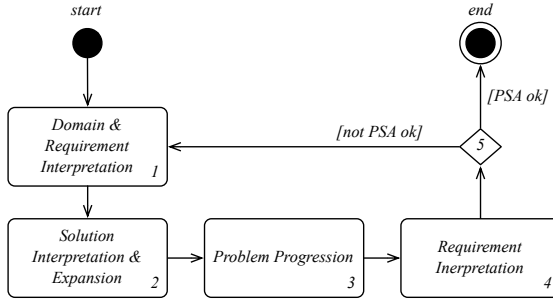 start
end
[PSA ok]
[not PSA ok]
5
Domain &
Requirement
Interpretation
1
Solution
Interpretation &
Expansion
2
Problem Progression
3
Requirement
Inerpretation
4